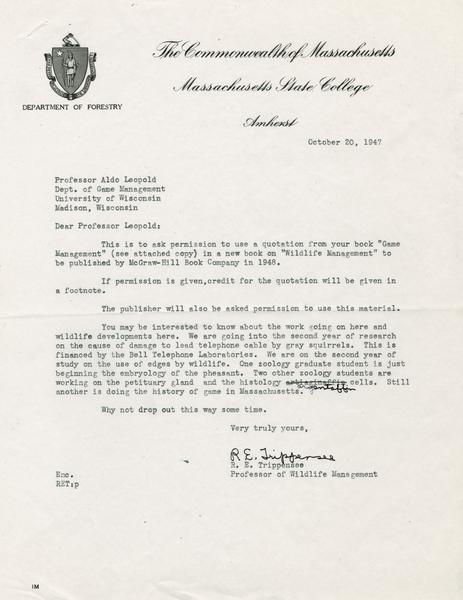 The Commonwealth of Massachusetts
Massachusetts State College
Amherst
DEPARTMENT OF FORESTRY
October 20, 1947
Professor Aldo Leopold
Dept. of Game Management
University of Wisconsin
Madison, Wisconsin
Dear Professor Leopold:
This is to ask permission to use a quotation from your book "Game
Management" (see attached copy) in a new book on "Wildlife Management" to
be published by McGraw-Hill Book Company in 1948.
If permission is given, credit for the quotation will be given in
a footnote.
The publisher will also be asked permission to use this material.
You may be interested to know about the work going on here and
wildlife developments here. We are going into the second year of research
on the cause of damage to lead telephone cable by gray squirrels. This is
financed by the Bell Telephone Laboratories. We are on the second year of
study on the use of edges by wildlife. One zoology graduate student is just
beginning the embryology of the pheasant. Two other zoology students are
working on the petituary gland and the histology cells. Still
another is doing the history of game in Massachusetts.
Why not drop out this way some time.
Very truly yours,
R. E. Trippensee
R. E. Trippensee
Professor of Wildlife Management
Enc.
RET:p
1M